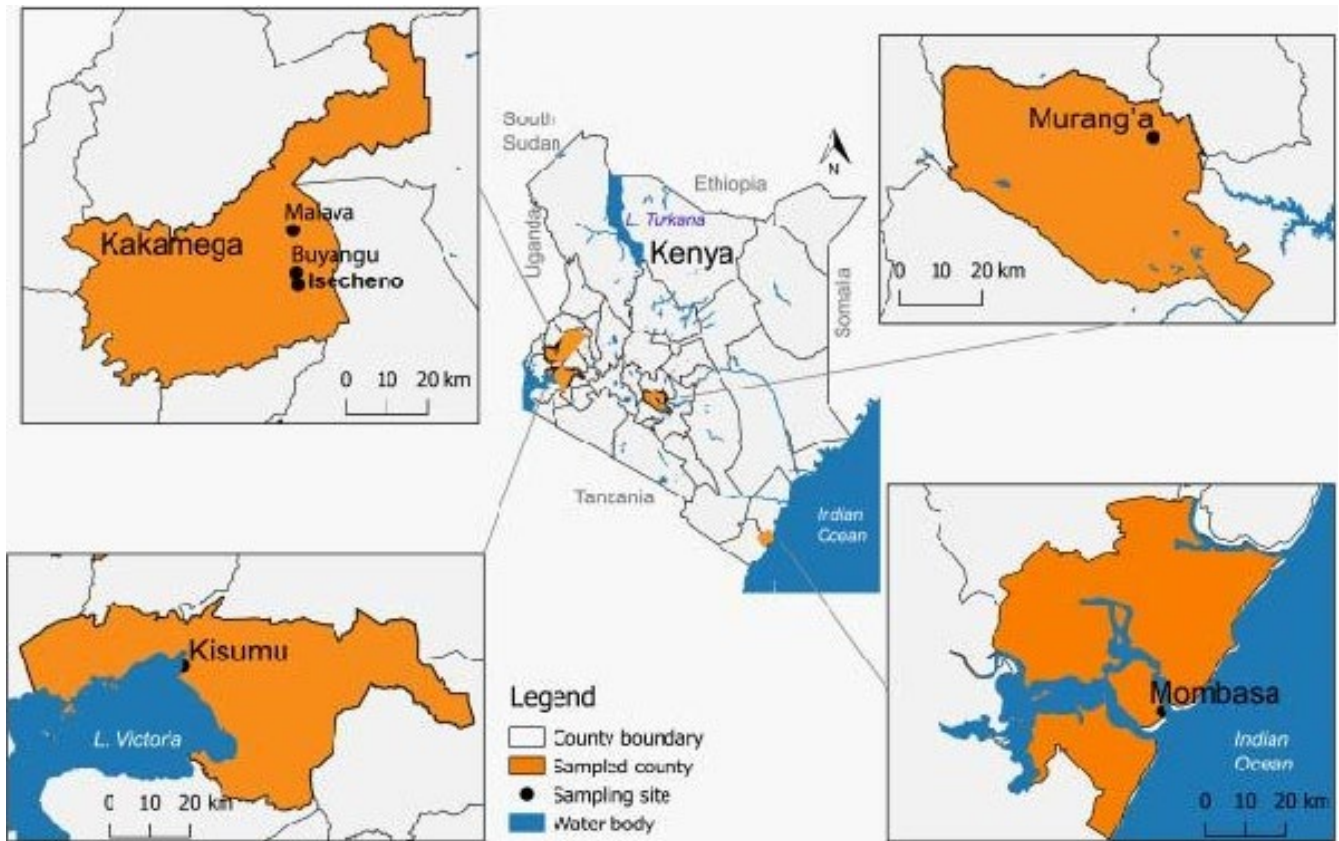 Kakamega
Malava
Buyangu
Isecheno
0 10 20 km
South
Sudan
Ethiopia
Uganda
L. Turkana
Kenya
Somalia
Tanzania
Indian
Ocean
N
Murang'a
0 10 20 km
Kisumu
L. Victoria
0 10 20 km
Legend
County boundary
Sampled county
Sampling site
Water body
Mombasa
Indian
Ocean
0 10 20 km